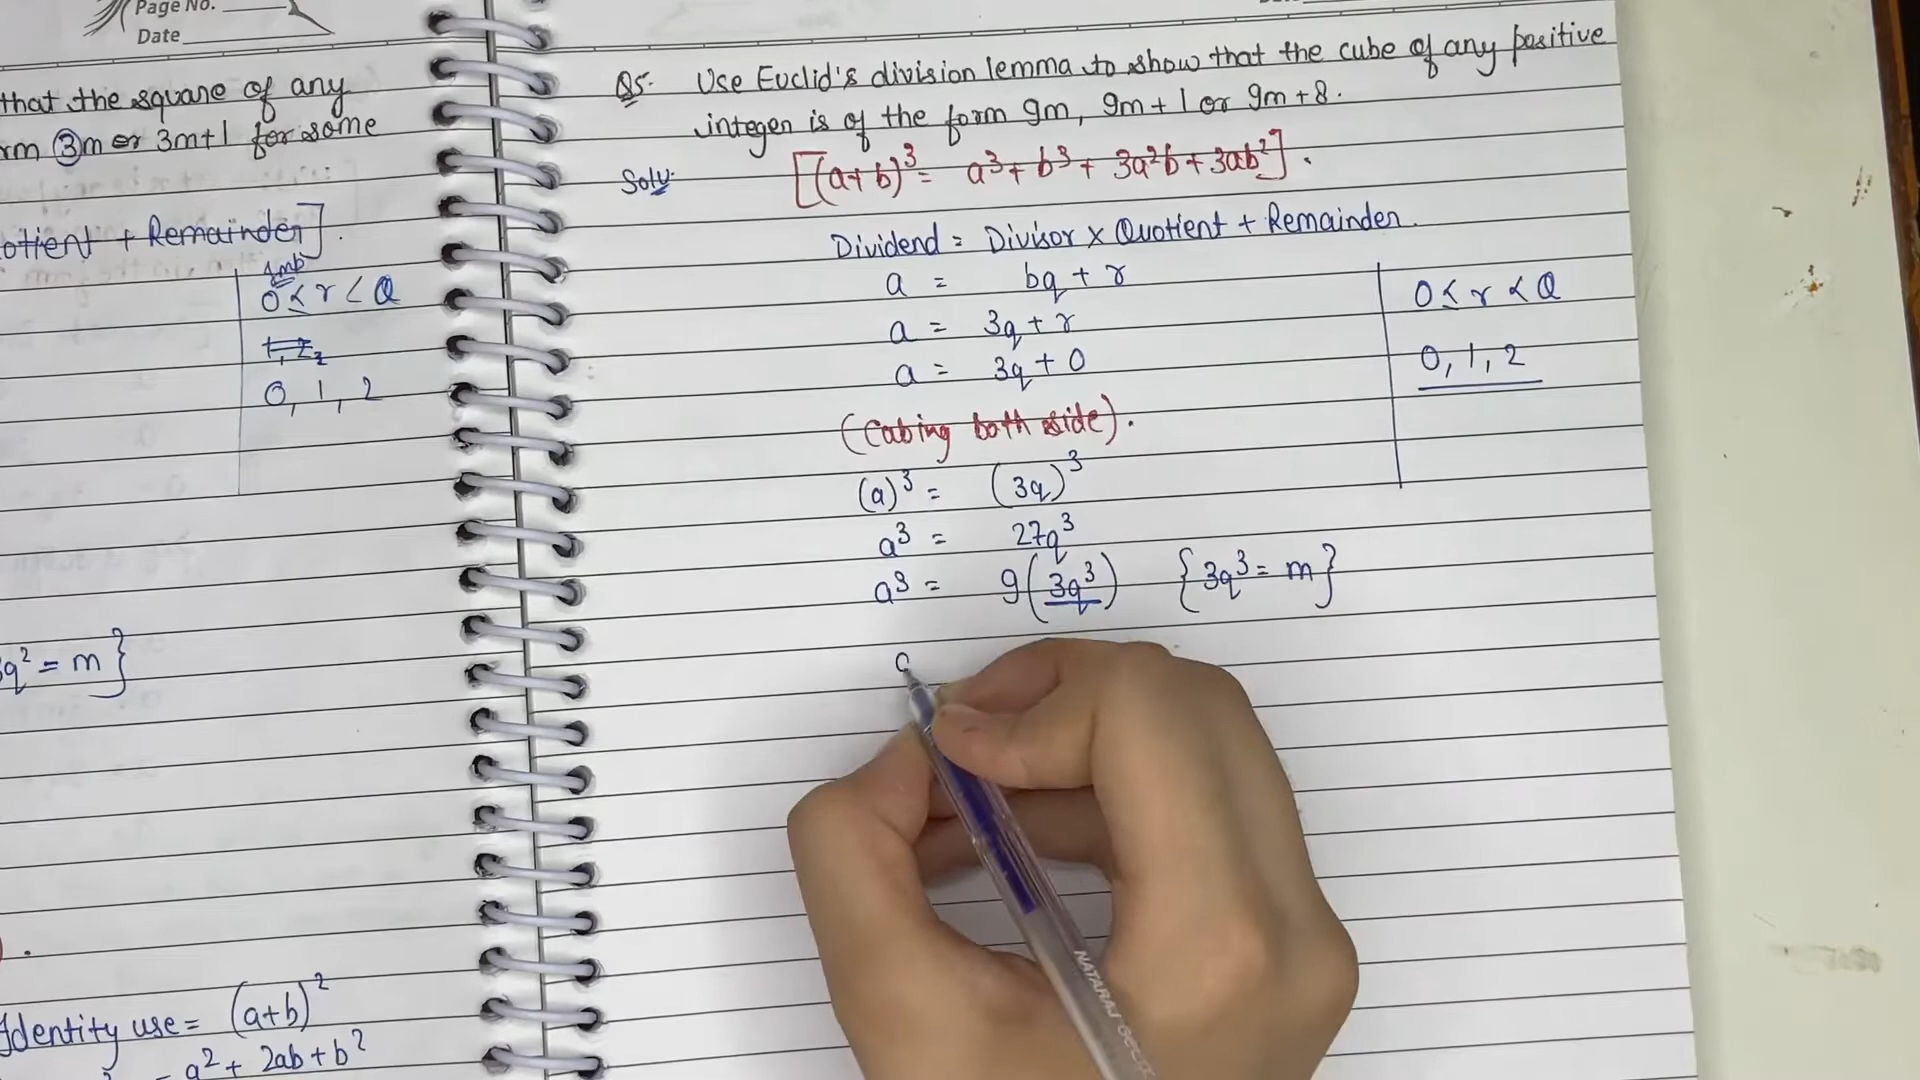 Page No.
Date
that the square of any
rm 3m or 3m+1 for some
otient + Remainder].
Imp
0 ≤ r < Q
0, 1, 2
q² = m}
.
Identity use = (a+b)²
= a² + 2ab + b²
Q5. Use Euclid's division lemma to show that the cube of any positive
integer is of the form 9m, 9m + 1 or 9m + 8.
Solu. [(a+b)³ = a³ + b³ + 3a²b + 3ab²].
Dividend = Divisor × Quotient + Remainder.
a = bq + r
a = 3q + r
a = 3q + 0
0 ≤ r < Q
0, 1, 2
(Cubing both side).
(a)³ = (3q)³
a³ = 27q³
a³ = 9(3q³) {3q³ = m}
NATARAJ